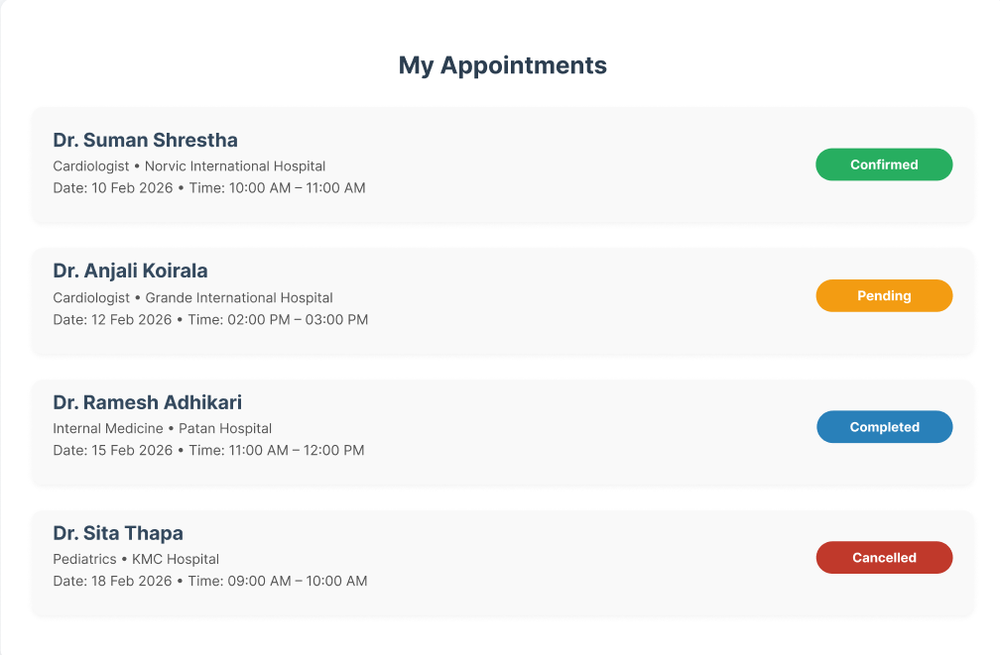 My Appointments
Dr. Suman Shrestha
Cardiologist • Norvic International Hospital
Date: 10 Feb 2026 • Time: 10:00 AM – 11:00 AM
Confirmed
Dr. Anjali Koirala
Cardiologist • Grande International Hospital
Date: 12 Feb 2026 • Time: 02:00 PM – 03:00 PM
Pending
Dr. Ramesh Adhikari
Internal Medicine • Patan Hospital
Date: 15 Feb 2026 • Time: 11:00 AM – 12:00 PM
Completed
Dr. Sita Thapa
Pediatrics • KMC Hospital
Date: 18 Feb 2026 • Time: 09:00 AM – 10:00 AM
Cancelled